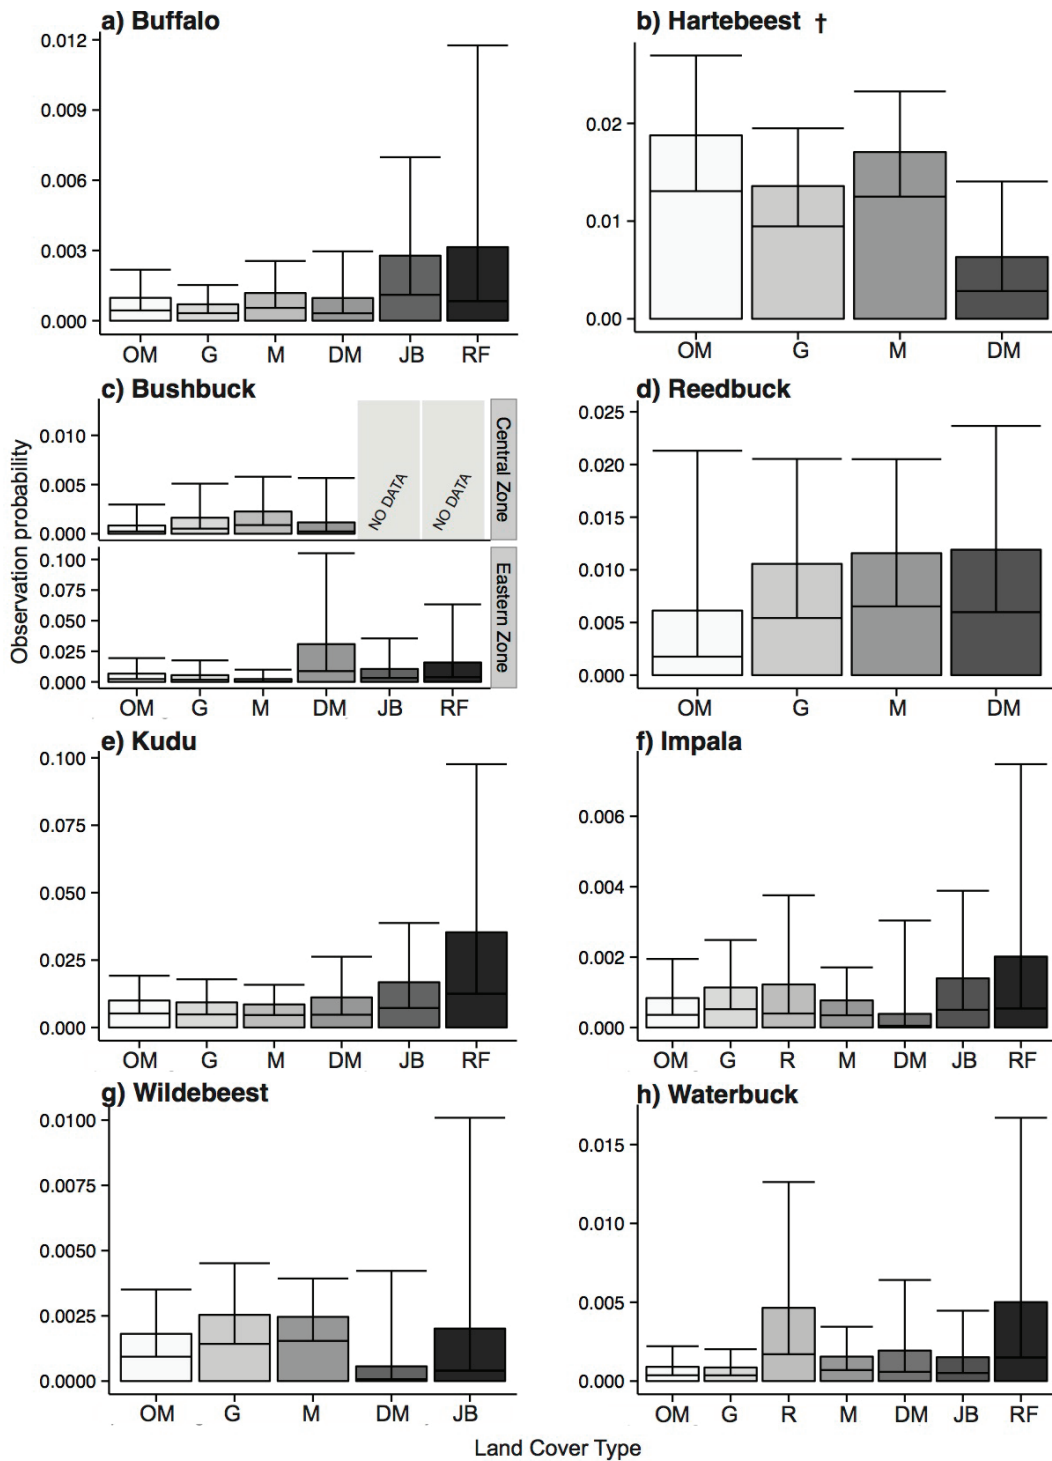 a) Buffalo
0.012
0.009
0.006
0.003
0.000
OM G M DM JB RF
b) Hartebeest †
0.02
0.01
0.00
OM G M DM
c) Bushbuck
0.010
0.005
0.000
NO DATA
NO DATA
Central Zone
0.100
0.075
0.050
0.025
0.000
Eastern Zone
OM G M DM JB RF
d) Reedbuck
0.025
0.020
0.015
0.010
0.005
0.000
OM G M DM
Observation probability
e) Kudu
0.100
0.075
0.050
0.025
0.000
OM G M DM JB RF
f) Impala
0.006
0.004
0.002
0.000
OM G R M DM JB RF
g) Wildebeest
0.0100
0.0075
0.0050
0.0025
0.0000
OM G M DM JB
h) Waterbuck
0.015
0.010
0.005
0.000
OM G R M DM JB RF
Land Cover Type